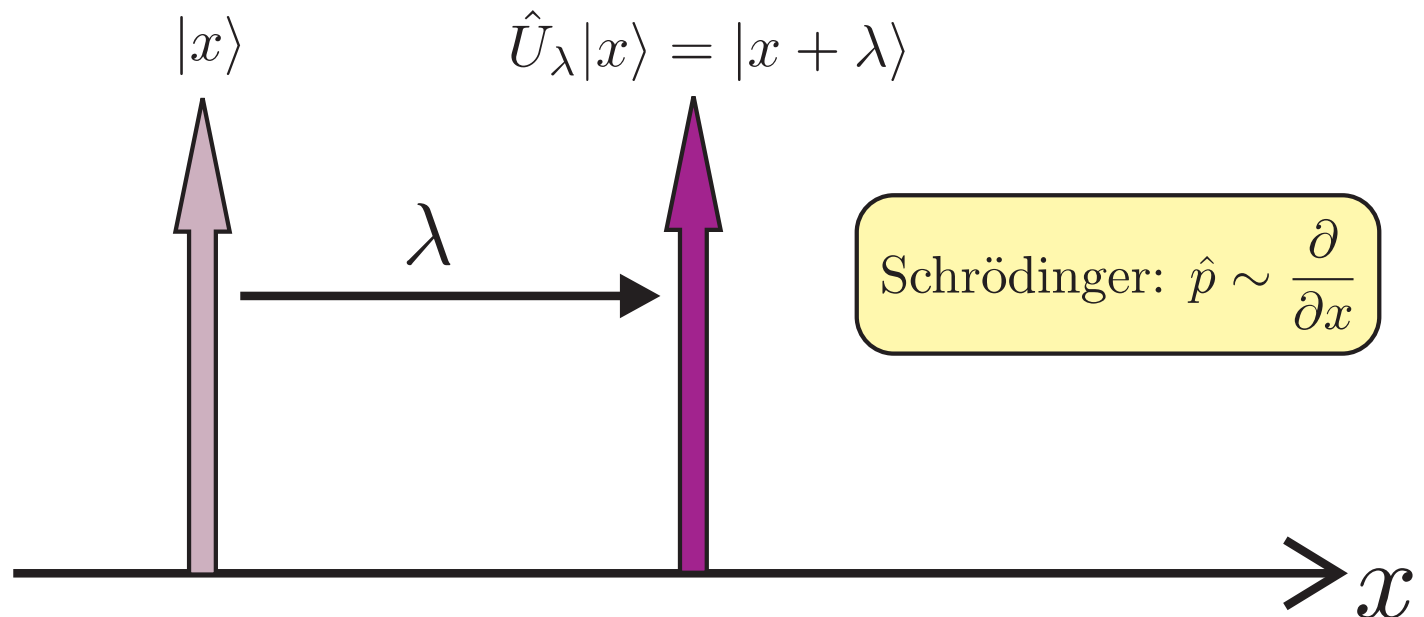 |x⟩
Û_λ|x⟩ = |x + λ⟩
λ
Schrödinger: p̂ ∼ ∂/∂x
x